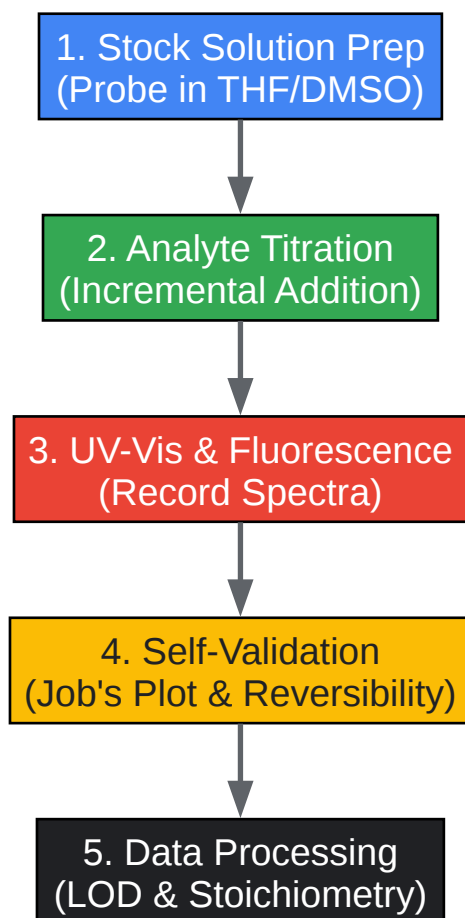 1. Stock Solution Prep
(Probe in THF/DMSO)
2. Analyte Titration
(Incremental Addition)
3. UV-Vis & Fluorescence
(Record Spectra)
4. Self-Validation
(Job's Plot & Reversibility)
5. Data Processing
(LOD & Stoichiometry)